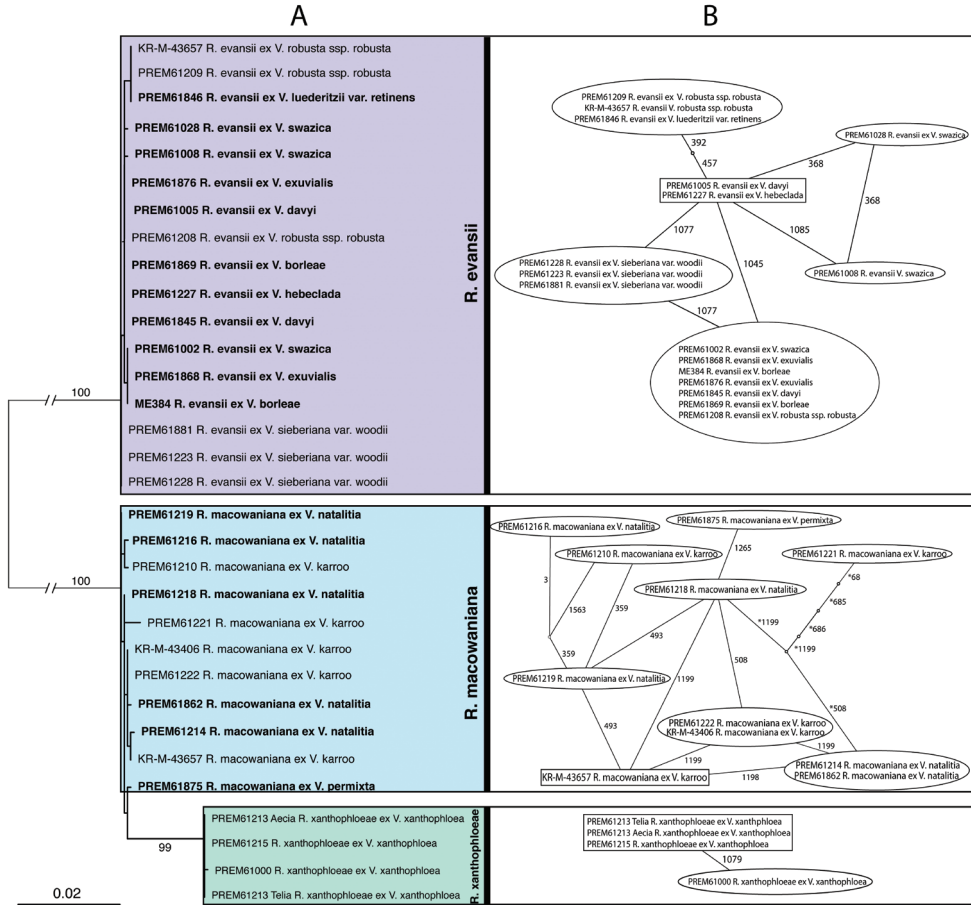 A
B
KR-M-43657 R. evansii ex V. robusta ssp. robusta
PREM61209 R. evansii ex V. robusta ssp. robusta
PREM61846 R. evansii ex V. luederitzii var. retinens
PREM61028 R. evansii ex V. swazica
PREM61008 R. evansii ex V. swazica
PREM61876 R. evansii ex V. exuvialis
PREM61005 R. evansii ex V. davyi
PREM61208 R. evansii ex V. robusta ssp. robusta
PREM61869 R. evansii ex V. borleae
PREM61227 R. evansii ex V. hebeclada
PREM61845 R. evansii ex V. davyi
PREM61002 R. evansii ex V. swazica
PREM61868 R. evansii ex V. exuvialis
ME384 R. evansii ex V. borleae
PREM61881 R. evansii ex V. sieberiana var. woodii
PREM61223 R. evansii ex V. sieberiana var. woodii
PREM61228 R. evansii ex V. sieberiana var. woodii
R. evansii
100
PREM61209 R. evansii ex V. robusta ssp. robusta
KR-M-43657 R. evansii ex V. robusta ssp. robusta
PREM61846 R. evansii ex V. luederitzii var. retinens
392
457
PREM61028 R. evansii ex V. swazica
368
PREM61005 R. evansii ex V. davyi
PREM61227 R. evansii ex V. hebeclada
368
1077
1085
1045
PREM61228 R. evansii ex V. sieberiana var. woodii
PREM61223 R. evansii ex V. sieberiana var. woodii
PREM61881 R. evansii ex V. sieberiana var. woodii
PREM61008 R. evansii V. swazica
1077
PREM61002 R. evansii ex V. swazica
PREM61868 R. evansii ex V. exuvialis
ME384 R. evansii ex V. borleae
PREM61876 R. evansii ex V. exuvialis
PREM61845 R. evansii ex V. davyi
PREM61869 R. evansii ex V. borleae
PREM61208 R. evansii ex V. robusta ssp. robusta
PREM61219 R. macowaniana ex V. natalitia
PREM61216 R. macowaniana ex V. natalitia
PREM61210 R. macowaniana ex V. karroo
PREM61218 R. macowaniana ex V. natalitia
PREM61221 R. macowaniana ex V. karroo
KR-M-43406 R. macowaniana ex V. karroo
PREM61222 R. macowaniana ex V. karroo
PREM61862 R. macowaniana ex V. natalitia
PREM61214 R. macowaniana ex V. natalitia
KR-M-43657 R. macowaniana ex V. karroo
PREM61875 R. macowaniana ex V. permixta
R. macowaniana
100
PREM61216 R. macowaniana ex V. natalitia
PREM61875 R. macowaniana ex V. permixta
PREM61210 R. macowaniana ex V. karroo
1265
PREM61221 R. macowaniana ex V. karroo
3
*68
PREM61218 R. macowaniana ex V. natalitia
*685
1563
359
*1199
*686
493
*1199
359
508
PREM61219 R. macowaniana ex V. natalitia
1199
*508
493
PREM61222 R. macowaniana ex V. karroo
KR-M-43406 R. macowaniana ex V. karroo
1199
1199
PREM61214 R. macowaniana ex V. natalitia
PREM61862 R. macowaniana ex V. natalitia
KR-M-43657 R. macowaniana ex V. karroo
1198
PREM61213 Aecia R. xanthophloeae ex V. xanthophloea
PREM61215 R. xanthophloeae ex V. xanthophloea
PREM61000 R. xanthophloeae ex V. xanthophloea
PREM61213 Telia R. xanthophloeae ex V. xanthophloea
R. xanthophloeae
99
PREM61213 Telia R. xanthophloeae ex V. xanthphloea
PREM61213 Aecia R. xanthophloeae ex V. xanthophloea
PREM61215 R. xanthophloeae ex V. xanthophloea
1079
PREM61000 R. xanthophloeae ex V. xanthophloea
0.02